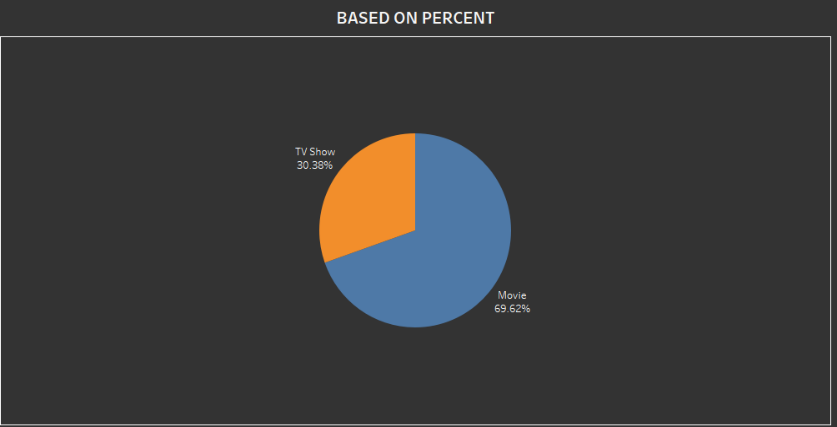 BASED ON PERCENT
TV Show
30.38%
Movie
69.62%